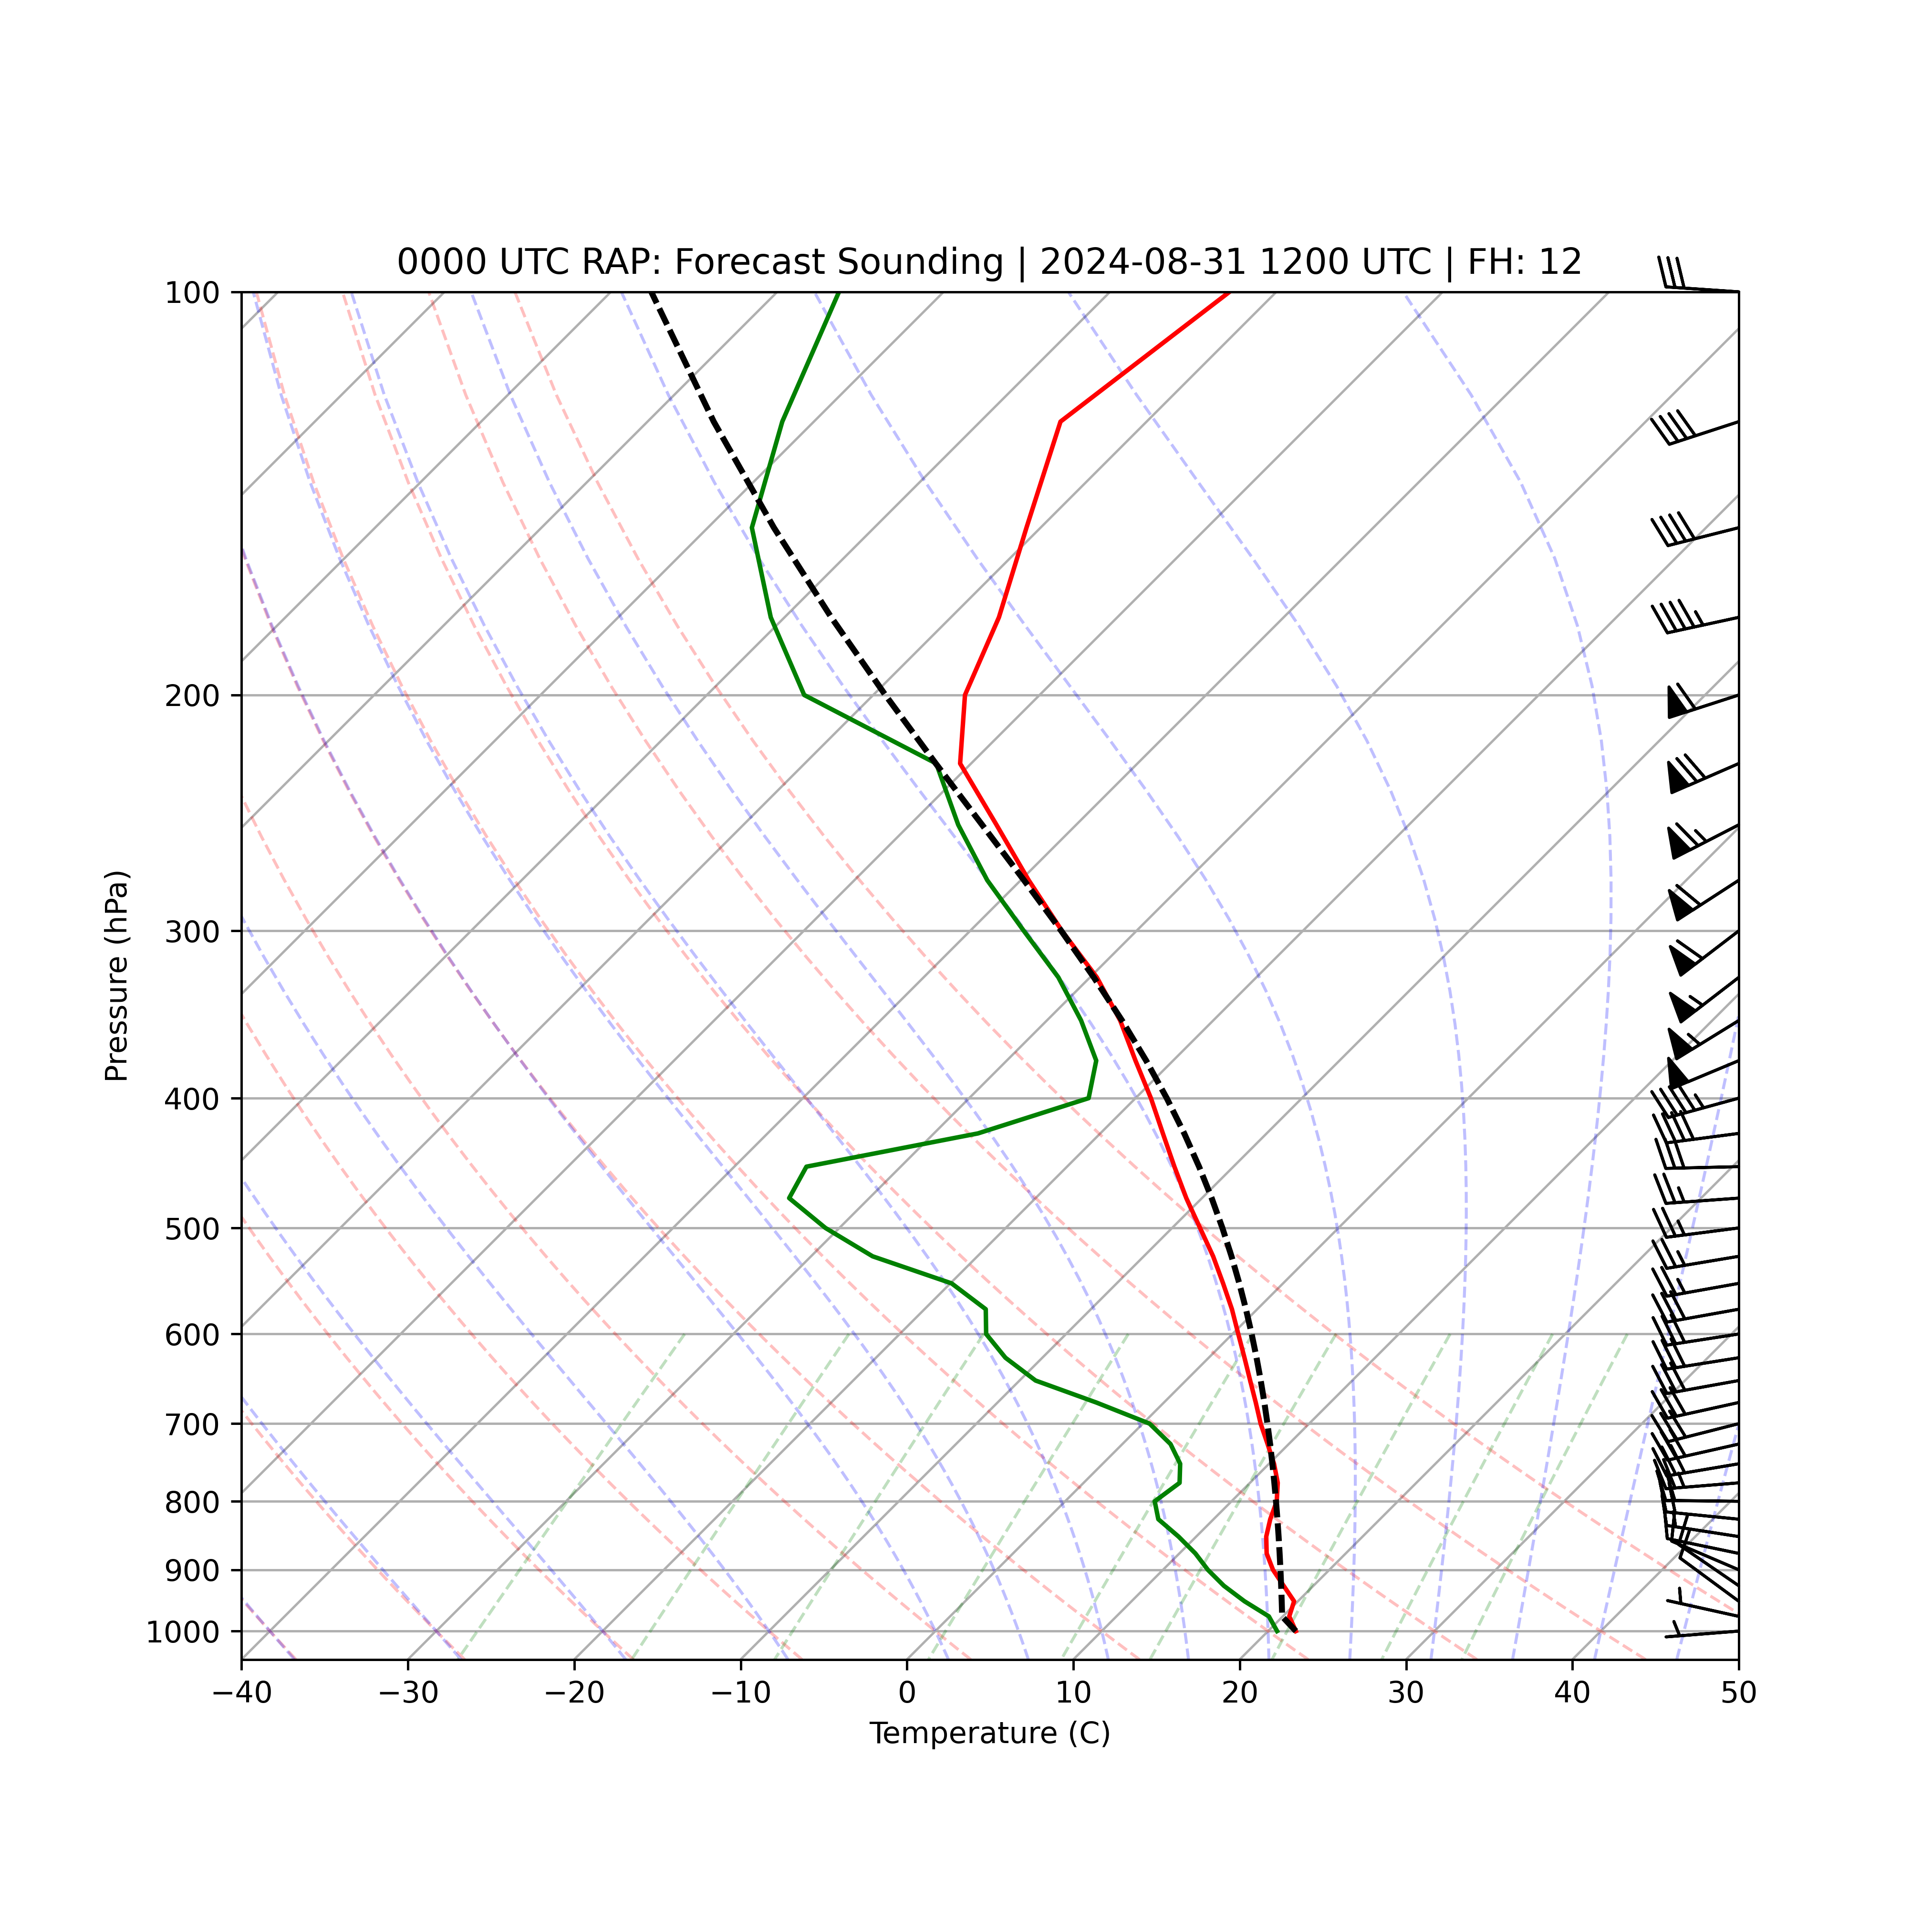 0000 UTC RAP: Forecast Sounding | 2024-08-31 1200 UTC | FH: 12
100
200
300
400
500
600
700
800
900
1000
Pressure (hPa)
−40 −30 −20 −10 0 10 20 30 40 50
Temperature (C)